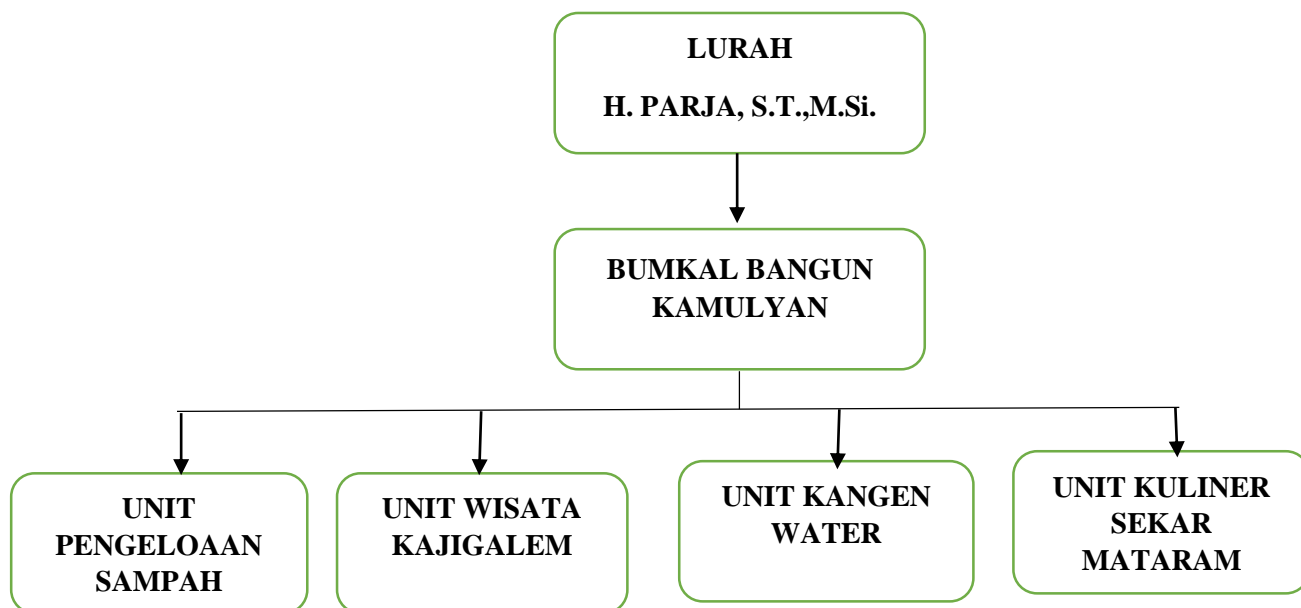 LURAH
H. PARJA, S.T.,M.Si.
BUMKAL BANGUN
KAMULYAN
UNIT
PENGELOAAN
SAMPAH
UNIT WISATA
KAJIGALEM
UNIT KANGEN
WATER
UNIT KULINER
SEKAR
MATARAM